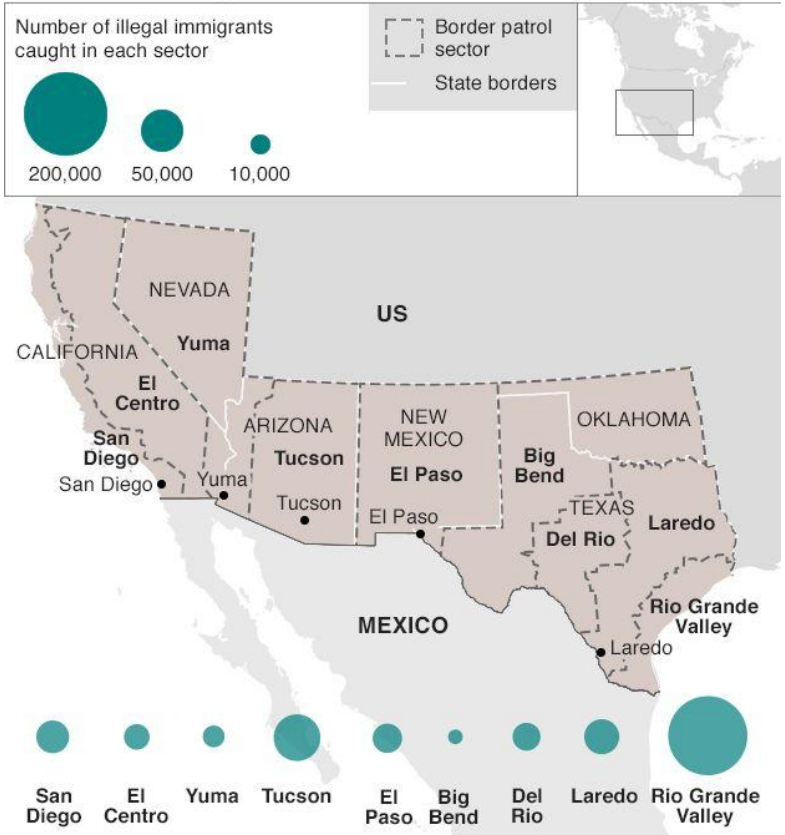 Number of illegal immigrants
caught in each sector
200,000
50,000
10,000
Border patrol
sector
State borders
NEVADA
Yuma
US
CALIFORNIA
El
Centro
San
Diego
San Diego
Yuma
ARIZONA
Tucson
Tucson
NEW
MEXICO
El Paso
El Paso
Big
Bend
OKLAHOMA
TEXAS
Del Rio
Laredo
Rio Grande
Valley
Laredo
MEXICO
San
Diego
El
Centro
Yuma
Tucson
El
Paso
Big
Bend
Del
Rio
Laredo
Rio Grande
Valley